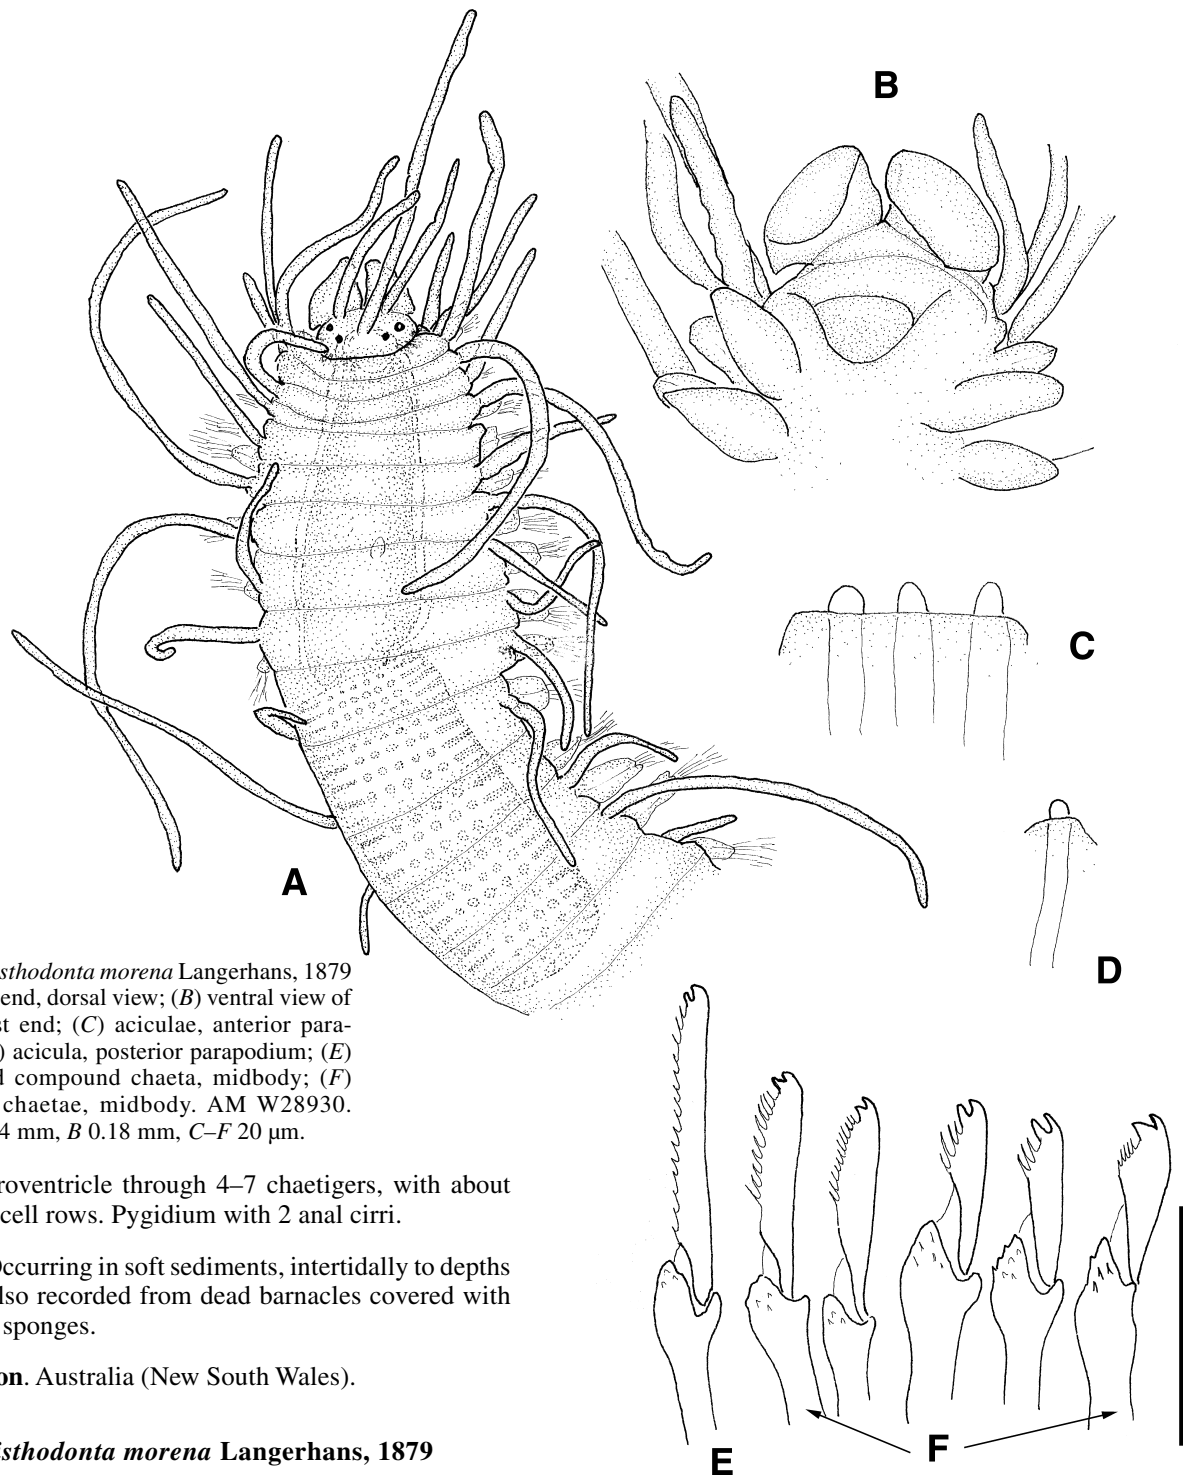 B
C
D
A
sthodonta morena Langerhans, 1879
end, dorsal view; (B) ventral view of
st end; (C) aciculae, anterior para-
) acicula, posterior parapodium; (E)
d compound chaeta, midbody; (F)
chaetae, midbody. AM W28930.
4 mm, B 0.18 mm, C–F 20 µm.
roventricle through 4–7 chaetigers, with about
cell rows. Pygidium with 2 anal cirri.
Occurring in soft sediments, intertidally to depths
lso recorded from dead barnacles covered with
sponges.
on. Australia (New South Wales).
isthodonta morena Langerhans, 1879
E
F